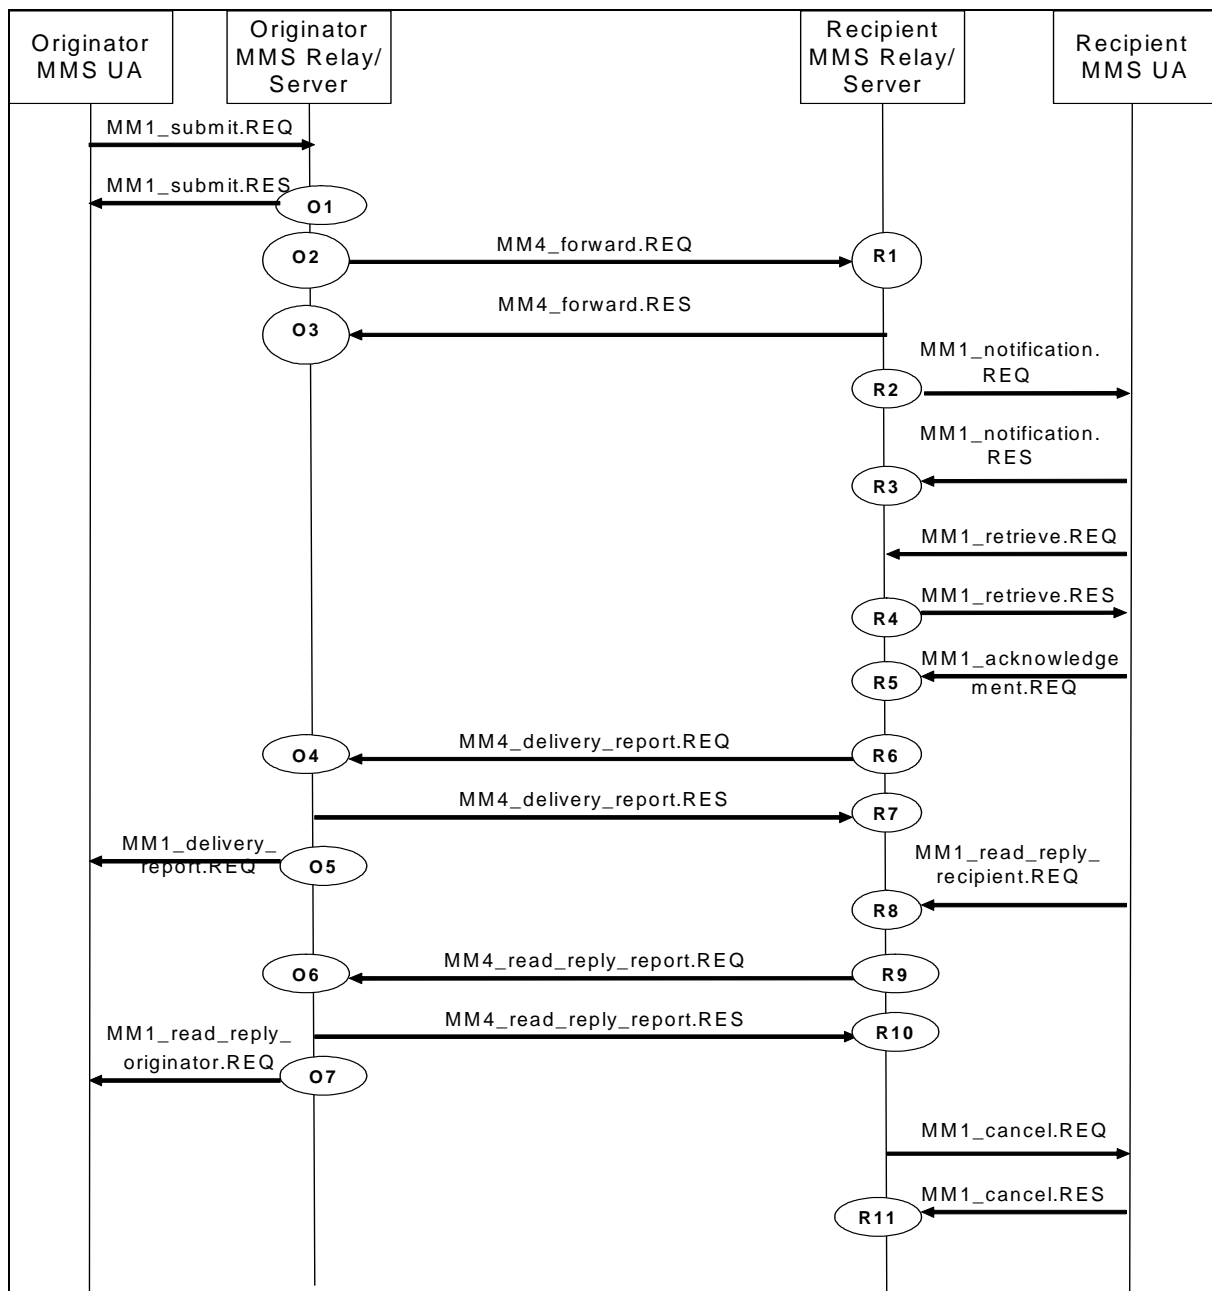 Originator
MMS UA
Originator
MMS Relay/
Server
Recipient
MMS Relay/
Server
Recipient
MMS UA
MM1_submit.REQ
MM1_submit.RES
O1
O2
MM4_forward.REQ
R1
O3
MM4_forward.RES
MM1_notification.
REQ
R2
MM1_notification.
RES
R3
MM1_retrieve.REQ
MM1_retrieve.RES
R4
MM1_acknowledge
ment.REQ
R5
O4
MM4_delivery_report.REQ
R6
MM4_delivery_report.RES
R7
MM1_delivery_
report.REQ
O5
MM1_read_reply_
recipient.REQ
R8
O6
MM4_read_reply_report.REQ
R9
MM4_read_reply_report.RES
R10
MM1_read_reply_
originator.REQ
O7
MM1_cancel.REQ
MM1_cancel.RES
R11